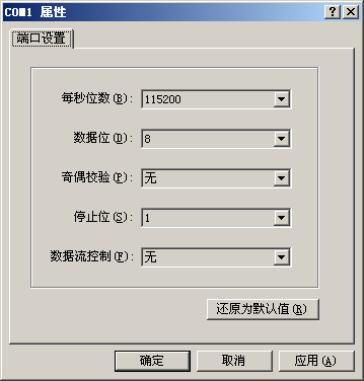 COM1 属性
端口设置
每秒位数(B): 115200
数据位(D): 8
奇偶校验(P): 无
停止位(S): 1
数据流控制(F): 无
还原为默认值(R)
确定 取消 应用(A)